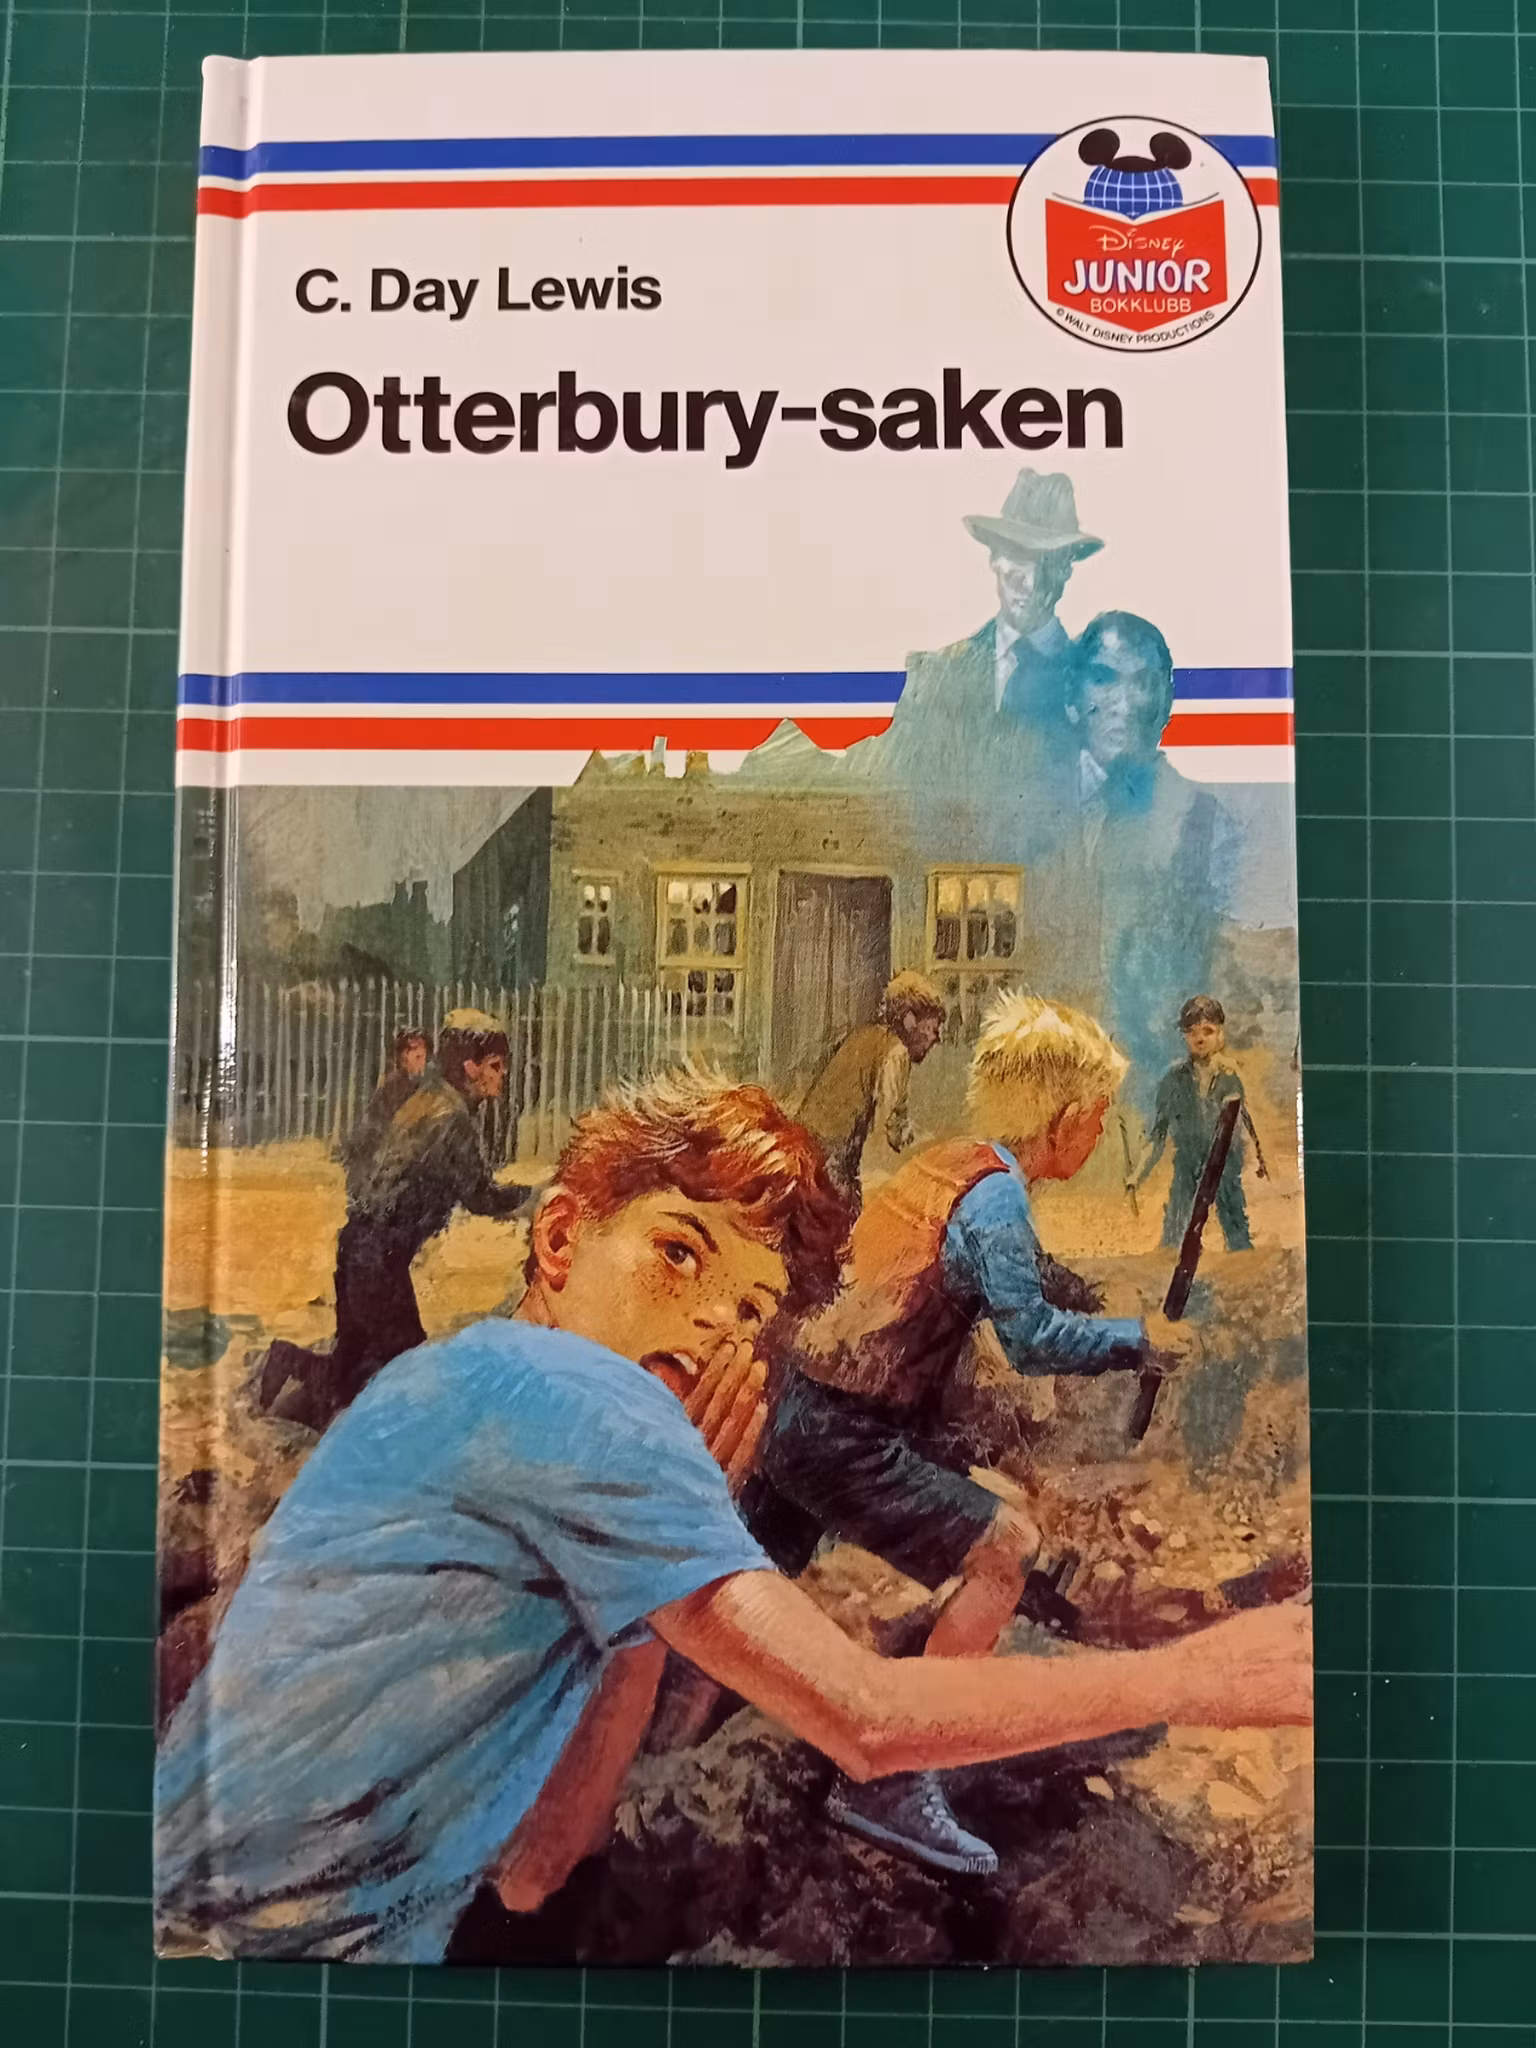 C. Day Lewis
Otterbury-saken
Disney
JUNIOR
BOKKLUBB
© WALT DISNEY PRODUCTIONS